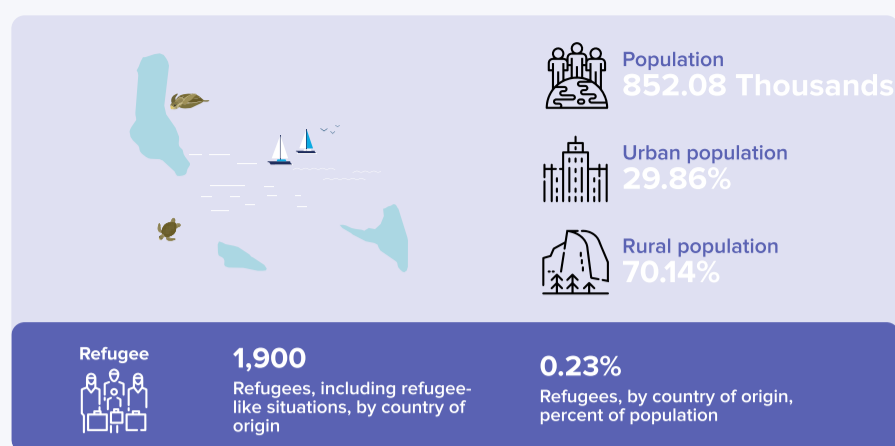 Population
852.08 Thousands
Urban population
29.86%
Rural population
70.14%
Refugee
1,900
Refugees, including refugee-
like situations, by country of
origin
0.23%
Refugees, by country of origin,
percent of population